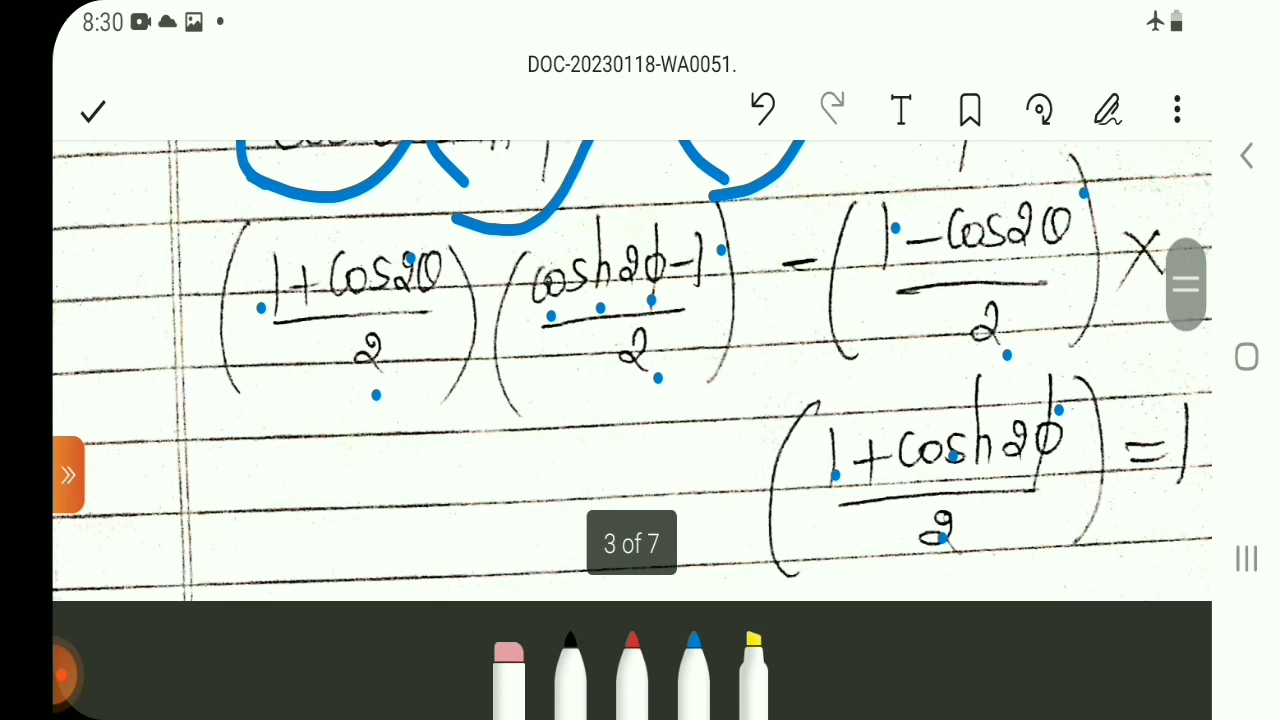 8:30
DOC-20230118-WA0051.
T
(1+cos2θ/2) (cosh2ϕ-1/2) - (1-cos2θ/2) ×
(1+cosh2ϕ/2) = 1
3 of 7